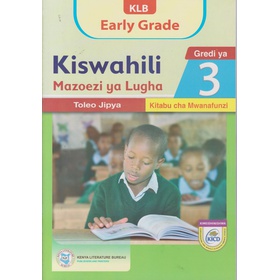 KLB
Early Grade
Gredi ya
Kiswahili
3
Mazoezi ya Lugha
Toleo Jipya
Kitabu cha Mwanafunzi
KENYA LITERATURE BUREAU
KICD